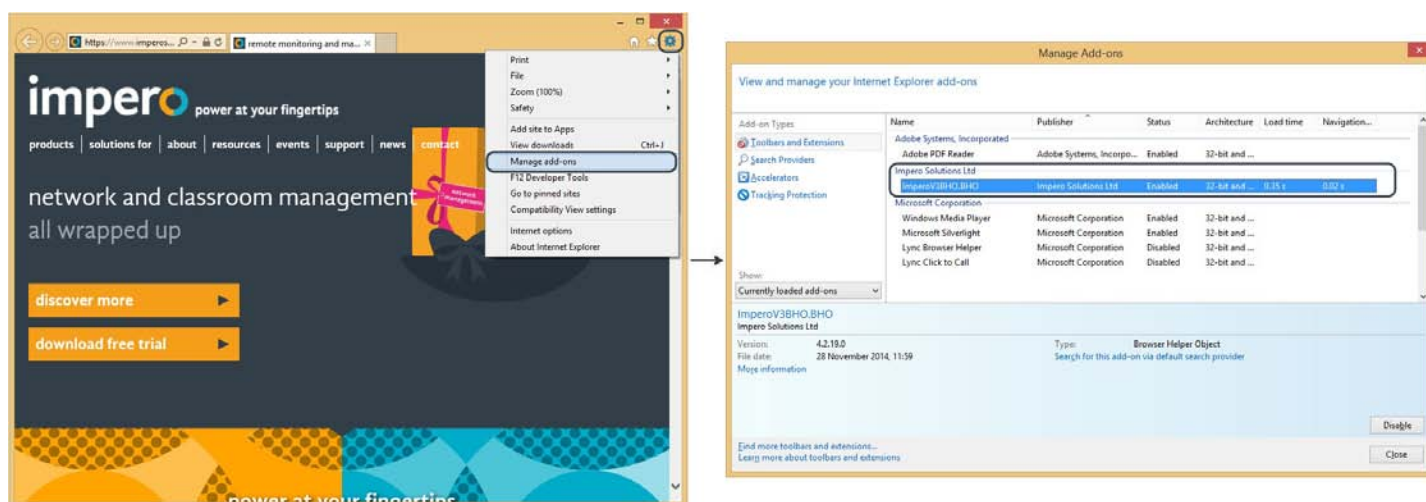 https://www.imperos...
remote monitoring and ma...
impero power at your fingertips
products | solutions for | about | resources | events | support | news | contact
network and classroom management
all wrapped up
network management
discover more
download free trial
power at your fingertips
Print
File
Zoom (100%)
Safety
Add site to Apps
View downloads Ctrl+J
Manage add-ons
F12 Developer Tools
Go to pinned sites
Compatibility View settings
Internet options
About Internet Explorer
Manage Add-ons
View and manage your Internet Explorer add-ons
Add-on Types
Toolbars and Extensions
Search Providers
Accelerators
Tracking Protection
Show:
Currently loaded add-ons
Name Publisher Status Architecture Load time Navigation...
Adobe Systems, Incorporated
Adobe PDF Reader Adobe Systems, Incorpo... Enabled 32-bit and ...
Impero Solutions Ltd
ImperoV3BHO.BHO Impero Solutions Ltd Enabled 32-bit and ... 0.35 s 0.02 s
Microsoft Corporation
Windows Media Player Microsoft Corporation Enabled 32-bit and ...
Microsoft Silverlight Microsoft Corporation Enabled 32-bit and ...
Lync Browser Helper Microsoft Corporation Disabled 32-bit and ...
Lync Click to Call Microsoft Corporation Disabled 32-bit and ...
ImperoV3BHO.BHO
Impero Solutions Ltd
Version: 4.2.19.0 Type: Browser Helper Object
File date: 28 November 2014, 11:59 Search for this add-on via default search provider
More information
Disable
Find more toolbars and extensions...
Learn more about toolbars and extensions
Close